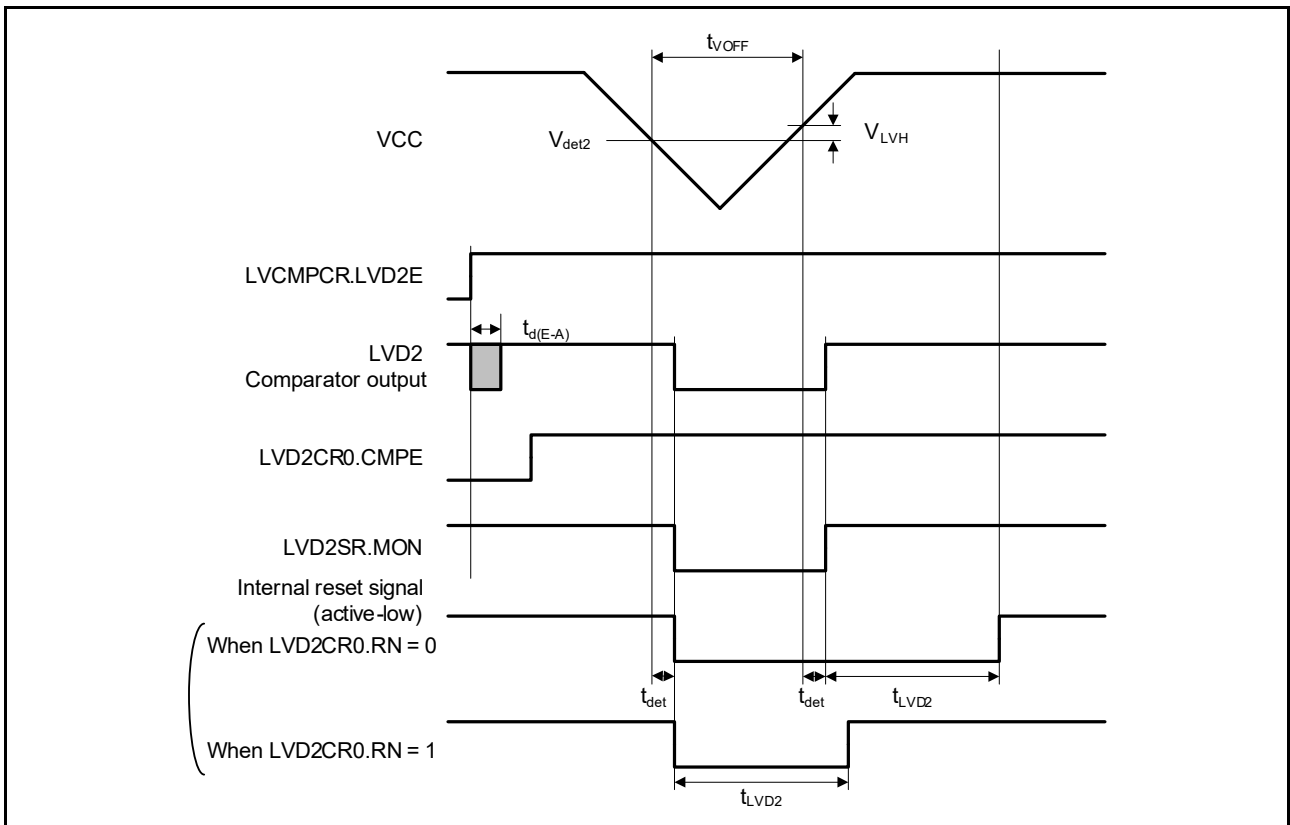 tVOFF
VCC
Vdet2
VLVH
LVCMPCR.LVD2E
td(E-A)
LVD2
Comparator output
LVD2CR0.CMPE
LVD2SR.MON
Internal reset signal
(active-low)
When LVD2CR0.RN = 0
tdet
tdet
tLVD2
When LVD2CR0.RN = 1
tLVD2